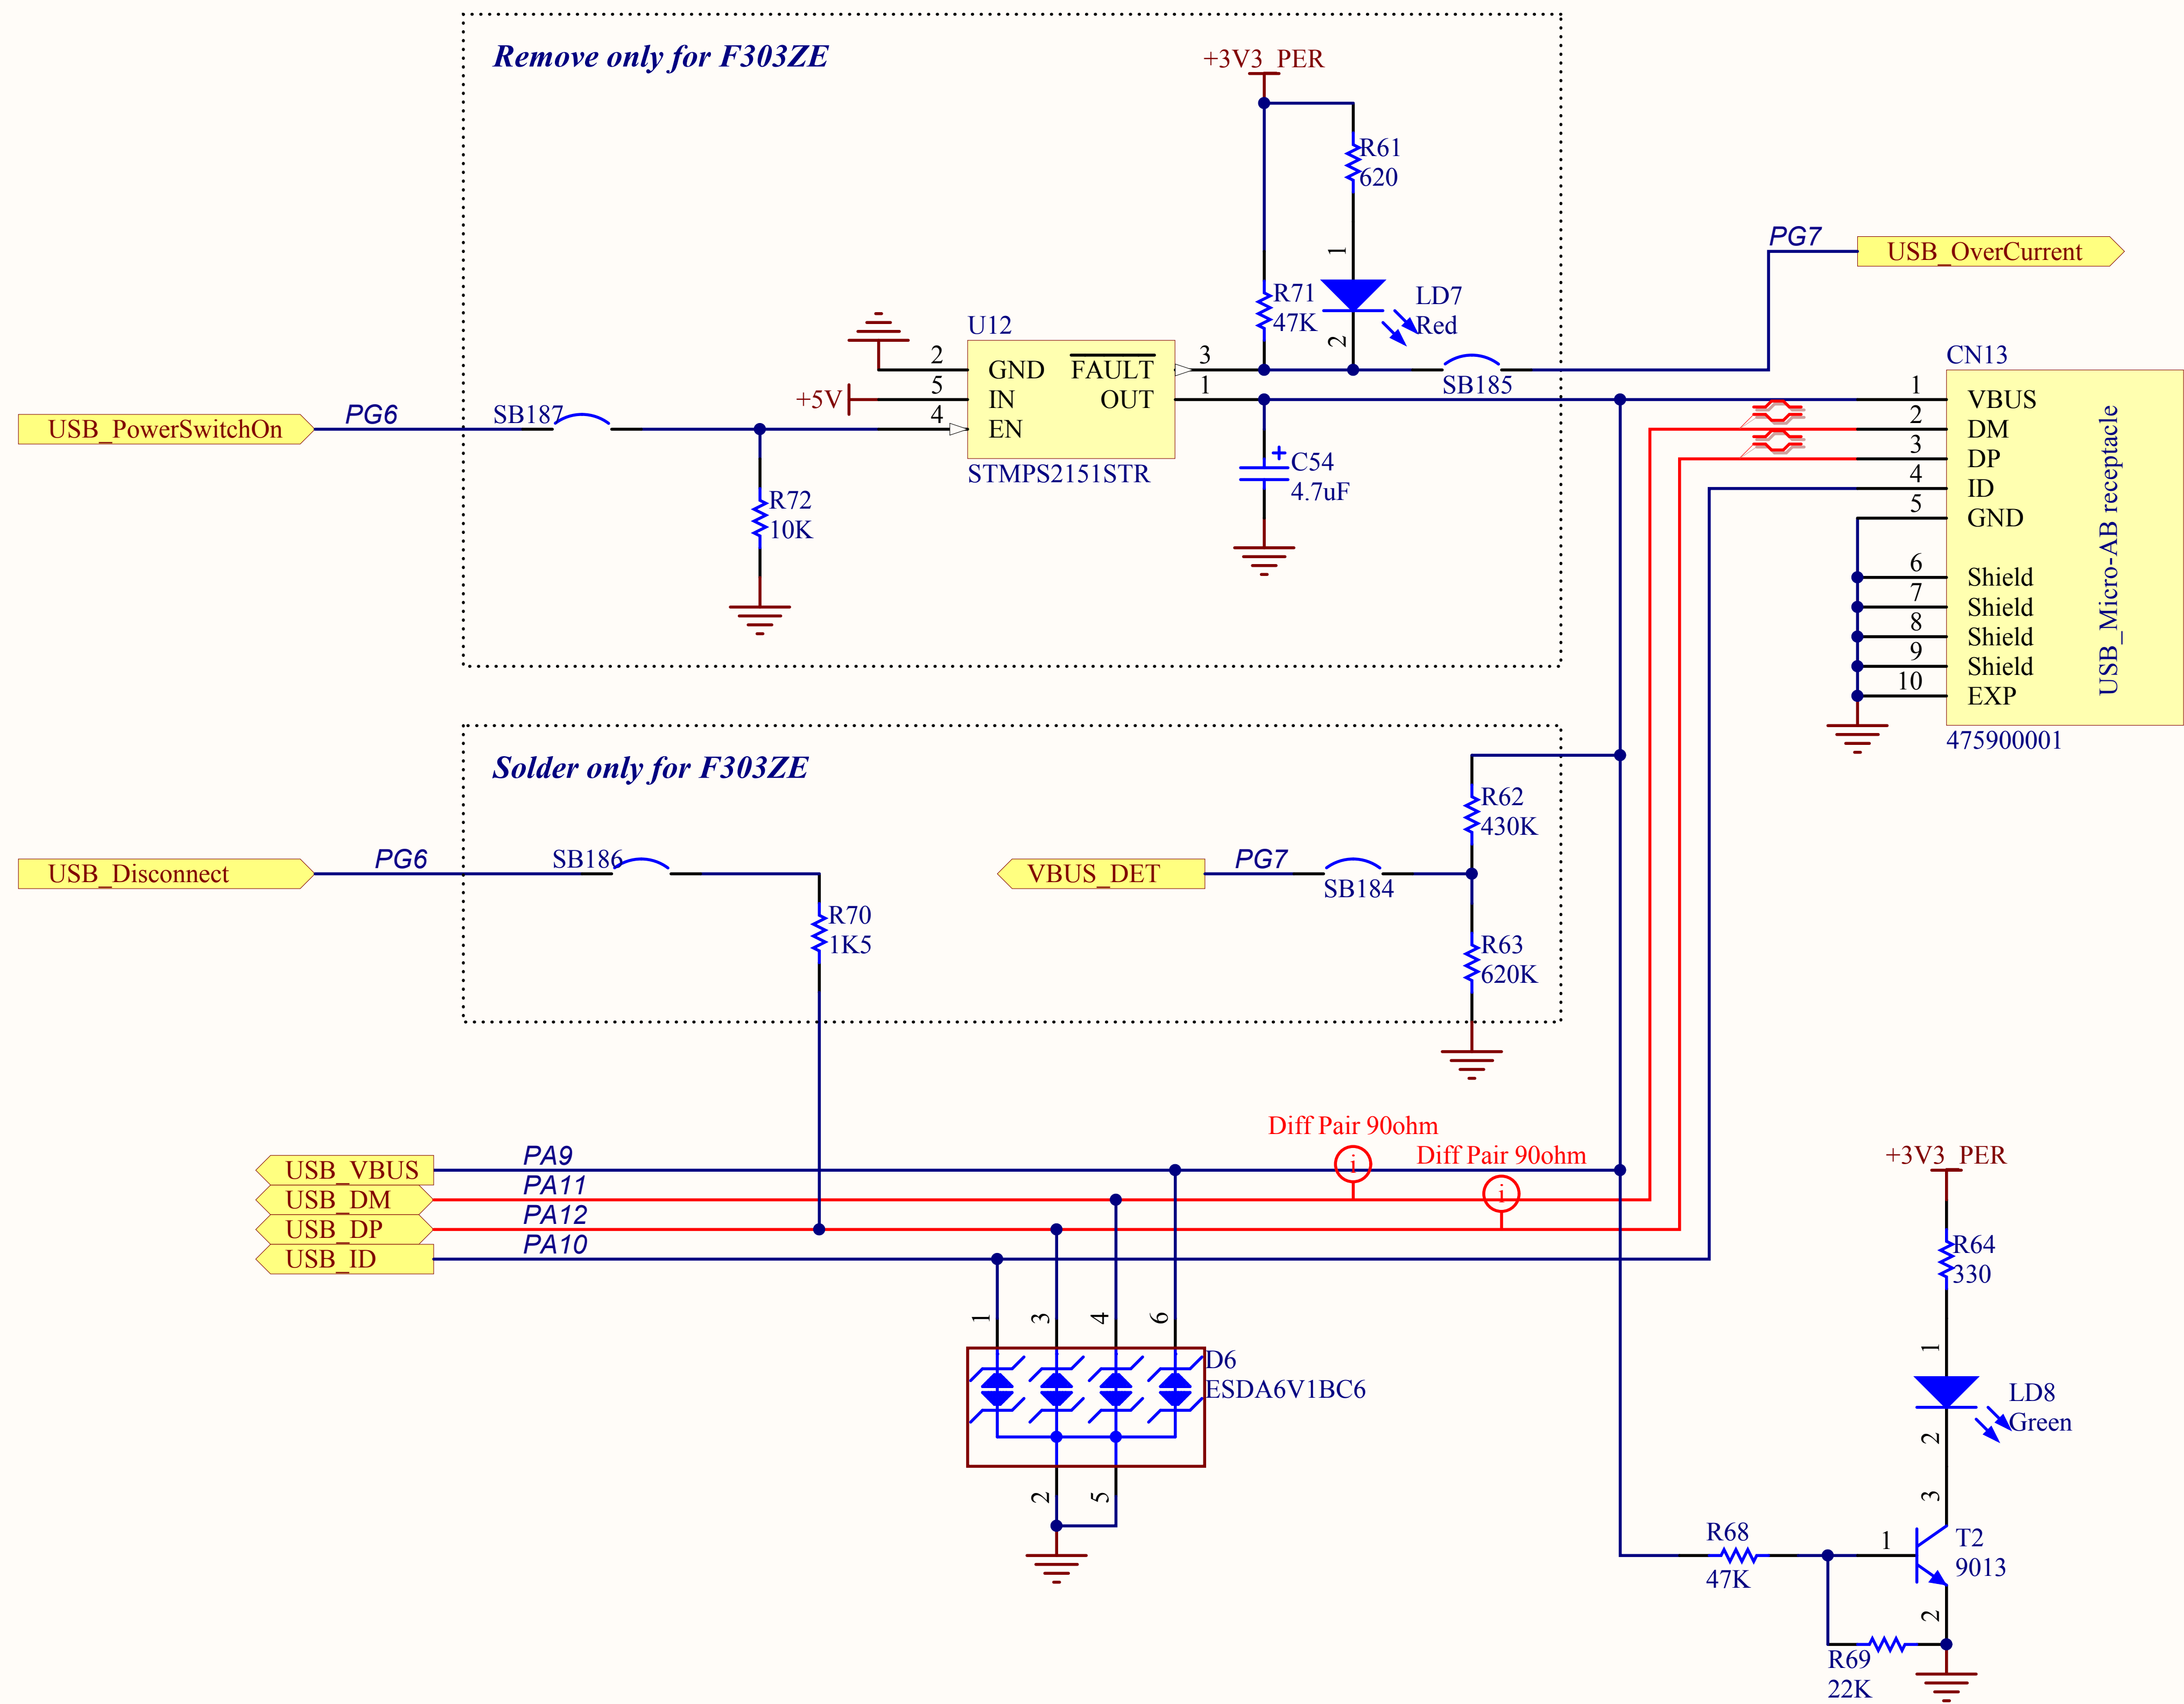 Remove only for F303ZE
+3V3_PER
R61
620
1
PG7
USB_OverCurrent
R71
47K
LD7
Red
2
U12
2
GND
FAULT
3
5
IN
OUT
1
+5V
4
EN
STMPS2151STR
SB185
USB_PowerSwitchOn
PG6
SB187
R72
10K
+
C54
4.7uF
CN13
1
VBUS
2
DM
3
DP
4
ID
5
GND
6
Shield
7
Shield
8
Shield
9
Shield
10
EXP
USB_Micro-AB receptacle
475900001
Solder only for F303ZE
R62
430K
USB_Disconnect
PG6
SB186
VBUS_DET
PG7
SB184
R70
1K5
R63
620K
Diff Pair 90ohm
i
Diff Pair 90ohm
i
USB_VBUS
PA9
USB_DM
PA11
USB_DP
PA12
USB_ID
PA10
1
3
4
6
D6
ESDA6V1BC6
2
5
+3V3_PER
R64
330
1
LD8
Green
2
3
R68
47K
1
T2
9013
2
R69
22K